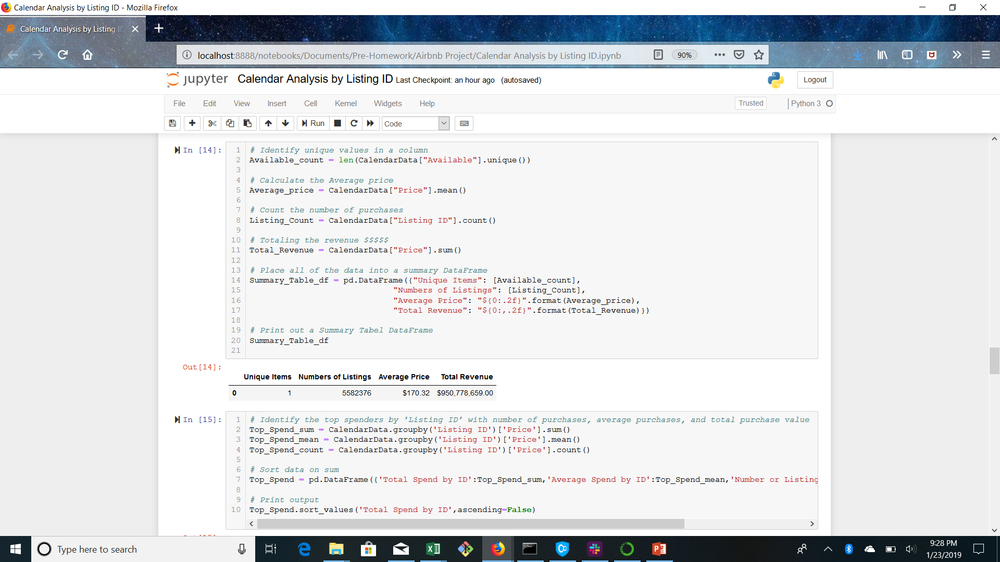 Calendar Analysis by Listing ID - Mozilla Firefox
Calendar Analysis by Listing ID
localhost:8888/notebooks/Documents/Pre-Homework/Airbnb Project/Calendar Analysis by Listing ID.ipynb 90%
jupyter Calendar Analysis by Listing ID Last Checkpoint: an hour ago (autosaved) Logout
File Edit View Insert Cell Kernel Widgets Help Trusted Python 3
Run Code
In [14]:
1 # Identify unique values in a column
2 Available_count = len(CalendarData["Available"].unique())
3
4 # Calculate the Average price
5 Average_price = CalendarData["Price"].mean()
6
7 # Count the number of purchases
8 Listing_Count = CalendarData["Listing ID"].count()
9
10 # Totaling the revenue $$$$$
11 Total_Revenue = CalendarData["Price"].sum()
12
13 # Place all of the data into a summary DataFrame
14 Summary_Table_df = pd.DataFrame({"Unique Items": [Available_count],
15 "Numbers of Listings": [Listing_Count],
16 "Average Price": "${0:.2f}".format(Average_price),
17 "Total Revenue": "${0:,.2f}".format(Total_Revenue)})
18
19 # Print out a Summary Tabel DataFrame
20 Summary_Table_df
21
Out[14]:
Unique Items Numbers of Listings Average Price Total Revenue
0 1 5582376 $170.32 $950,778,659.00
In [15]:
1 # Identify the top spenders by 'Listing ID' with number of purchases, average purchases, and total purchase value
2 Top_Spend_sum = CalendarData.groupby('Listing ID')['Price'].sum()
3 Top_Spend_mean = CalendarData.groupby('Listing ID')['Price'].mean()
4 Top_Spend_count = CalendarData.groupby('Listing ID')['Price'].count()
5
6 # Sort data on sum
7 Top_Spend = pd.DataFrame({'Total Spend by ID':Top_Spend_sum,'Average Spend by ID':Top_Spend_mean,'Number or Listing
8
9 # Print output
10 Top_Spend.sort_values('Total Spend by ID',ascending=False)
Type here to search
9:28 PM
1/23/2019